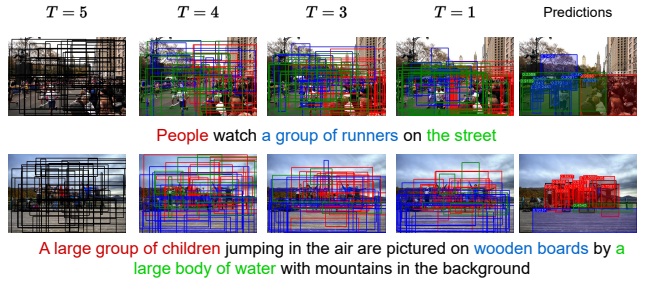 T = 5 T = 4 T = 3 T = 1 Predictions
People watch a group of runners on the street
A large group of children jumping in the air are pictured on wooden boards by a
large body of water with mountains in the background